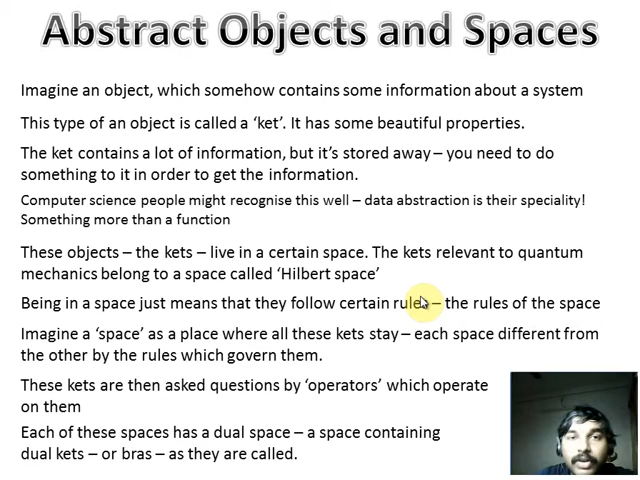 Abstract Objects and Spaces
Imagine an object, which somehow contains some information about a system
This type of an object is called a ‘ket’. It has some beautiful properties.
The ket contains a lot of information, but it’s stored away – you need to do
something to it in order to get the information.
Computer science people might recognise this well – data abstraction is their speciality!
Something more than a function
These objects – the kets – live in a certain space. The kets relevant to quantum
mechanics belong to a space called ‘Hilbert space’
Being in a space just means that they follow certain rules – the rules of the space
Imagine a ‘space’ as a place where all these kets stay – each space different from
the other by the rules which govern them.
These kets are then asked questions by ‘operators’ which operate
on them
Each of these spaces has a dual space – a space containing
dual kets – or bras – as they are called.